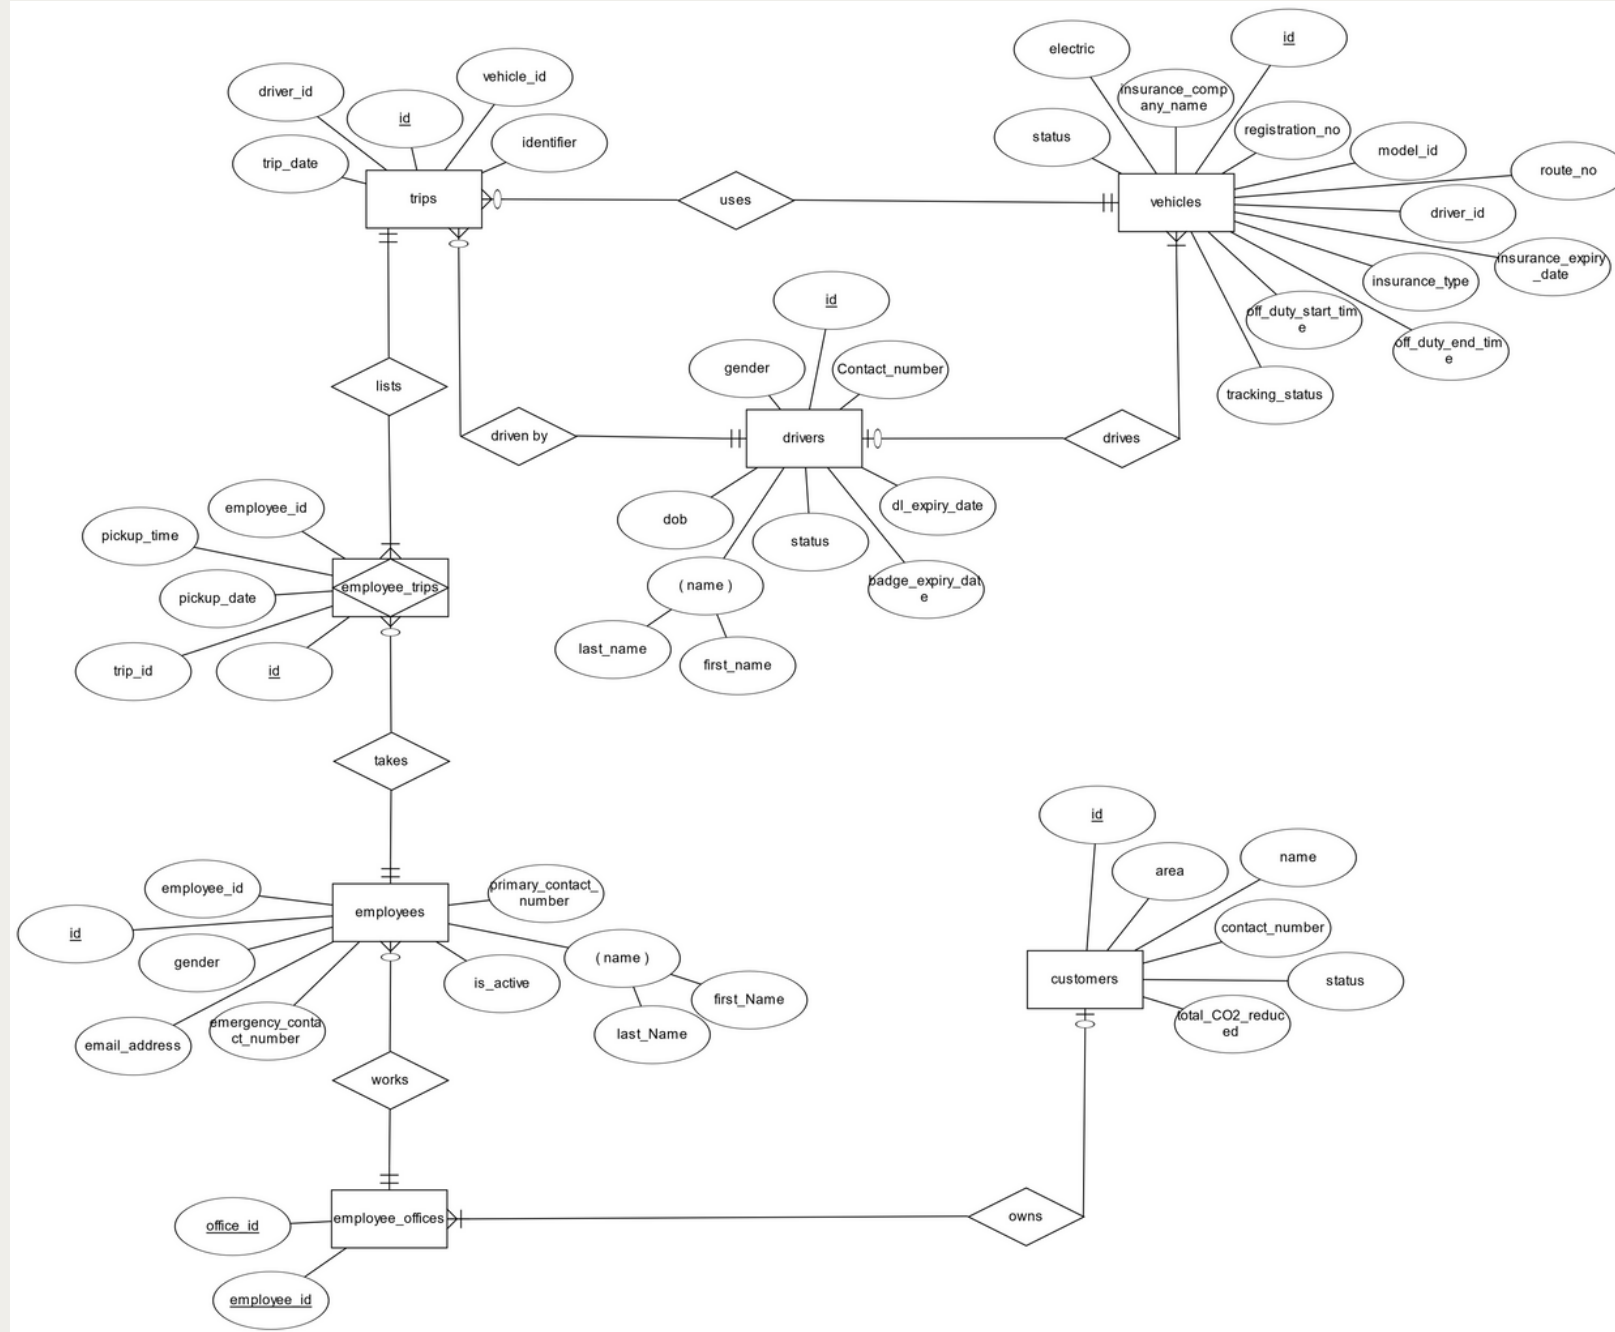 electric
id
vehicle_id
driver_id
insurance_comp
any_name
id
registration_no
status
identifier
model_id
trip_date
route_no
trips
uses
vehicles
driver_id
insurance_expiry
_date
insurance_type
id
off_duty_start_tim
e
off_duty_end_tim
e
gender
Contact_number
lists
tracking_status
driven by
drivers
drives
employee_id
dl_expiry_date
pickup_time
dob
status
employee_trips
( name )
badge_expiry_dat
e
pickup_date
last_name
first_name
trip_id
id
takes
id
name
area
employee_id
primary_contact_
number
employees
contact_number
id
gender
( name )
is_active
customers
status
first_Name
emergency_conta
ct_number
last_Name
total_CO2_reduc
ed
email_address
works
office_id
employee_offices
owns
employee_id